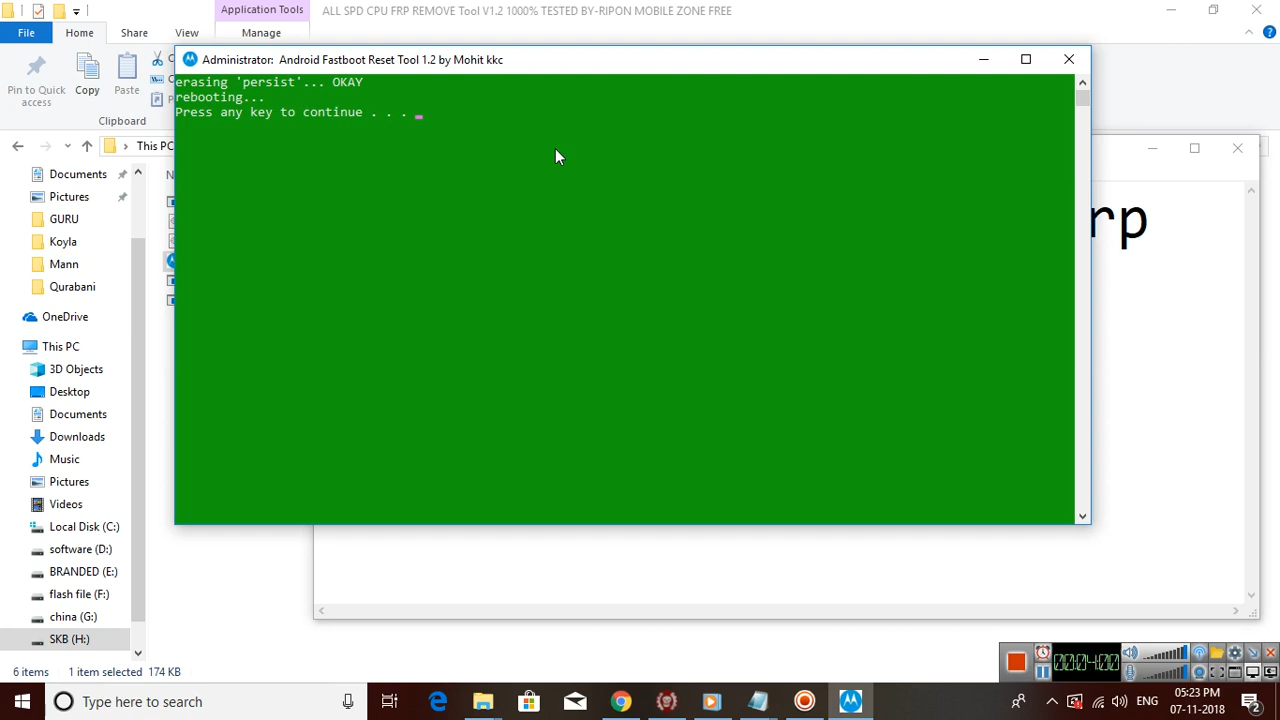 Application Tools
ALL SPD CPU FRP REMOVE Tool V1.2 1000% TESTED BY-RIPON MOBILE ZONE FREE
File
Home
Share
View
Manage
Pin to Quick access
Copy
Paste
Clipboard
This PC
Administrator: Android Fastboot Reset Tool 1.2 by Mohit kkc
erasing 'persist'... OKAY
rebooting...
Press any key to continue . . .
rp
Documents
Pictures
GURU
Koyla
Mann
Qurabani
OneDrive
This PC
3D Objects
Desktop
Documents
Downloads
Music
Pictures
Videos
Local Disk (C:)
software (D:)
BRANDED (E:)
flash file (F:)
china (G:)
SKB (H:)
6 items
1 item selected 174 KB
00:04:00
Type here to search
ENG
05:23 PM
07-11-2018
2